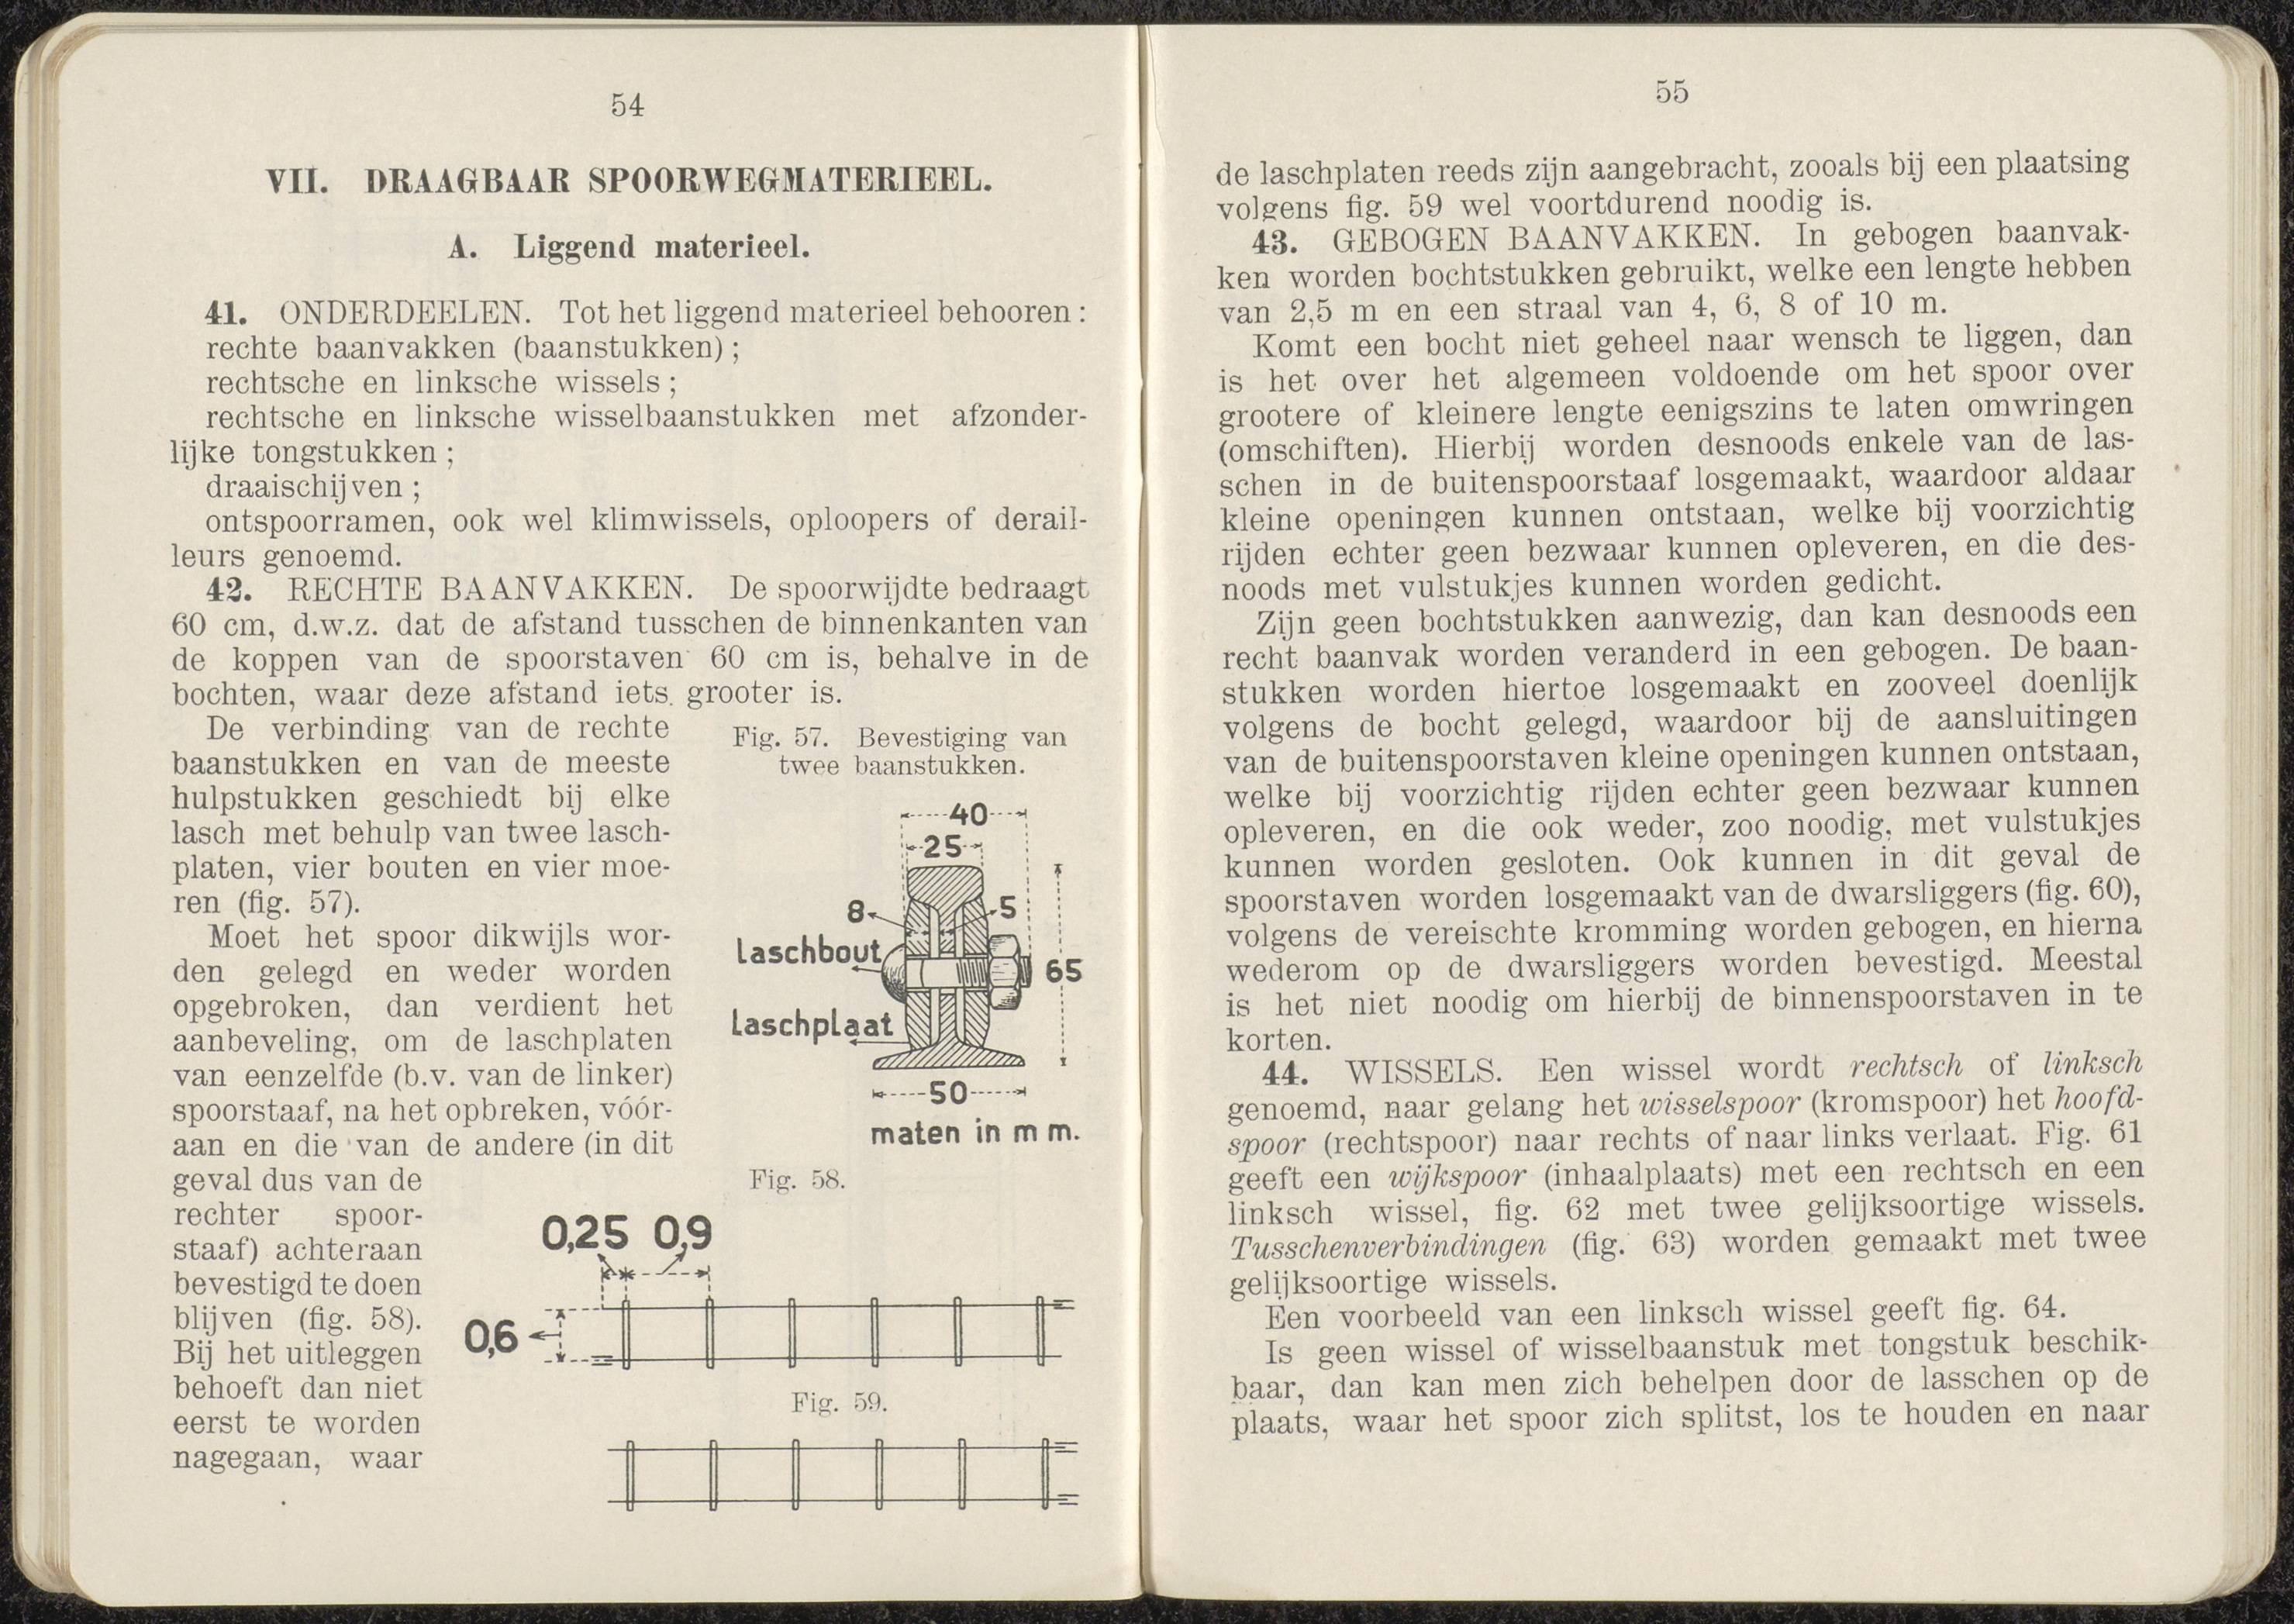 54
VII. DRAAGBAAR SPOORWEGMATERIEEL.
A. Liggend materieel.
41. ONDERDEELEN. Tot het liggend materieel behooren:
rechte baanvakken (baanstukken);
rechtsche en linksche wissels;
rechtsche en linksche wisselbaanstukken met afzonder-
lijke tongstukken;
draaischijven;
ontspoorramen, ook wel klimwissels, oploopers of derail-
leurs genoemd.
42. RECHTE BAANVAKKEN. De spoorwijdte bedraagt
60 cm, d.w.z. dat de afstand tusschen de binnenkanten van
de koppen van de spoorstaven 60 cm is, behalve in de
bochten, waar deze afstand iets grooter is.
De verbinding van de rechte
baanstukken en van de meeste
hulpstukken geschiedt bij elke
lasch met behulp van twee lasch-
platen, vier bouten en vier moe-
ren (fig. 57).
Moet het spoor dikwijls wor-
den gelegd en weder worden
opgebroken, dan verdient het
aanbeveling, om de laschplaten
van eenzelfde (b.v. van de linker)
spoorstaaf, na het opbreken, vóór-
aan en die van de andere (in dit
geval dus van de
rechter spoor-
staaf) achteraan
bevestigd te doen
blijven (fig. 58).
Bij het uitleggen
behoeft dan niet
eerst te worden
nagegaan, waar
Fig. 57. Bevestiging van
twee baanstukken.
40
25
8
5
Laschbout
65
Laschplaat
50
maten in mm.
Fig. 58.
0,25 0,9
0,6
Fig. 59.
55
de laschplaten reeds zijn aangebracht, zooals bij een plaatsing
volgens fig. 59 wel voortdurend noodig is.
43. GEBOGEN BAANVAKKEN. In gebogen baanvak-
ken worden bochtstukken gebruikt, welke een lengte hebben
van 2,5 m en een straal van 4, 6, 8 of 10 m.
Komt een bocht niet geheel naar wensch te liggen, dan
is het over het algemeen voldoende om het spoor over
grootere of kleinere lengte eenigszins te laten omwringen
(omschiften). Hierbij worden desnoods enkele van de las-
schen in de buitenspoorstaaf losgemaakt, waardoor aldaar
kleine openingen kunnen ontstaan, welke bij voorzichtig
rijden echter geen bezwaar kunnen opleveren, en die des-
noods met vulstukjes kunnen worden gedicht.
Zijn geen bochtstukken aanwezig, dan kan desnoods een
recht baanvak worden veranderd in een gebogen. De baan-
stukken worden hiertoe losgemaakt en zooveel doenlijk
volgens de bocht gelegd, waardoor bij de aansluitingen
van de buitenspoorstaven kleine openingen kunnen ontstaan,
welke bij voorzichtig rijden echter geen bezwaar kunnen
opleveren, en die ook weder, zoo noodig, met vulstukjes
kunnen worden gesloten. Ook kunnen in dit geval de
spoorstaven worden losgemaakt van de dwarsliggers (fig. 60),
volgens de vereischte kromming worden gebogen, en hierna
wederom op de dwarsliggers worden bevestigd. Meestal
is het niet noodig om hierbij de binnenspoorstaven in te
korten.
44. WISSELS. Een wissel wordt rechtsch of linksch
genoemd, naar gelang het wisselspoor (kromspoor) het hoofd-
spoor (rechtspoor) naar rechts of naar links verlaat. Fig. 61
geeft een wijkspoor (inhaalplaats) met een rechtsch en een
linksch wissel, fig. 62 met twee gelijksoortige wissels.
Tusschenverbindingen (fig. 63) worden gemaakt met twee
gelijksoortige wissels.
Een voorbeeld van een linksch wissel geeft fig. 64.
Is geen wissel of wisselbaanstuk met tongstuk beschik-
baar, dan kan men zich behelpen door de lasschen op de
plaats, waar het spoor zich splitst, los te houden en naar